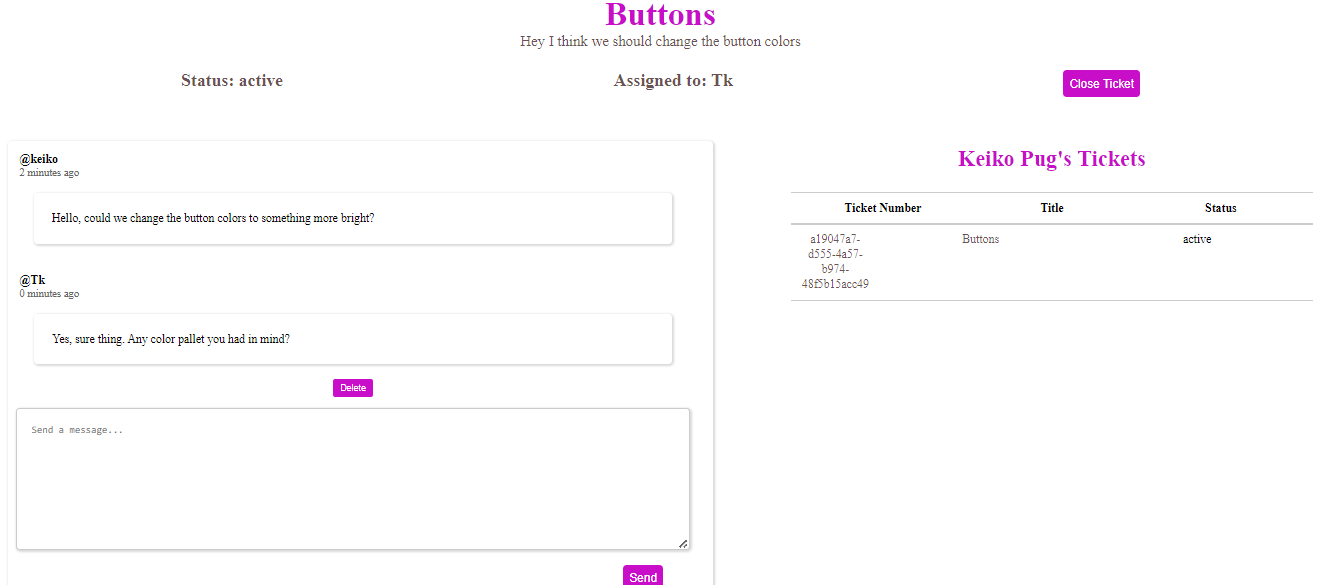 Buttons
Hey I think we should change the button colors
Status: active
Assigned to: Tk
Close Ticket
@keiko
2 minutes ago
Hello, could we change the button colors to something more bright?
@Tk
0 minutes ago
Yes, sure thing. Any color pallet you had in mind?
Delete
Send a message...
Send
Keiko Pug's Tickets
Ticket Number Title Status
a19047a7- Buttons active
d555-4a57-
b974-
48f5b15acc49